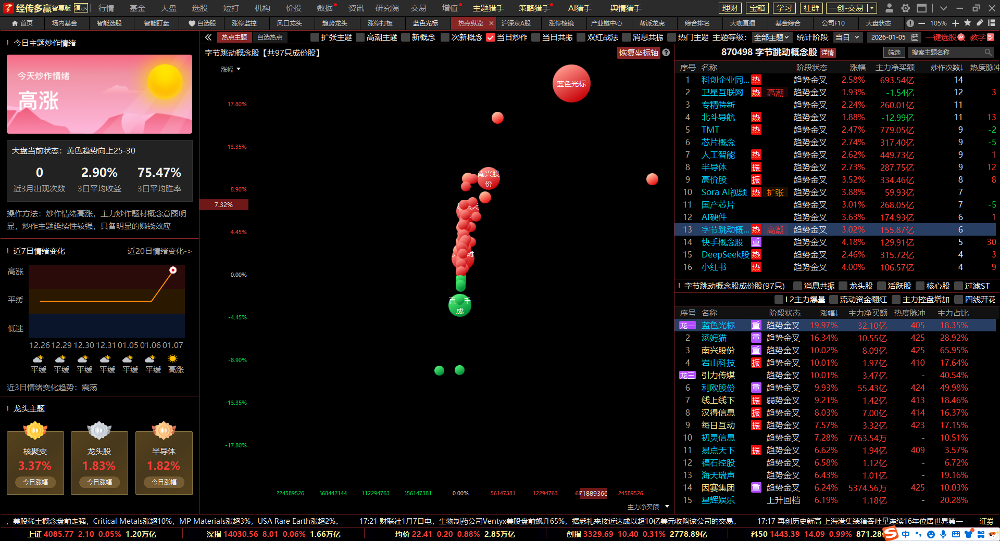 经传多赢 智尊版 演示 行情 基金 大盘 选股 短打 机构 价投 数据 资讯 研究院 交易 增值 主题猎手 策略猎手 AI猎手 舆情猎手 理财 宝箱 学习 社群 一创-交易
首页 场内基金 智能选股 智能盯盘 自选股 涨停监控 风口龙头 趋势龙头 涨停打板 蓝色光标 热点纵览 沪深京A股 涨停棱镜 产业链中心 帮派龙虎 综合排名 大咖直播 基金综合 公司F10 大盘状态 105%
今日主题炒作情绪
今天炒作情绪
高涨
大盘当前状态：黄色趋势向上25-30
0 2.90% 75.47%
近3月出现次数 3日平均收益 3日平均胜率
操作方法：炒作情绪高涨，主力炒作题材概念意图明
显，炒作主题延续性较强，具备明显的赚钱效应
近7日情绪变化 近20日情绪变化->
高涨
平缓
低迷
12.26 12.29 12.30 12.31 01.05 01.06 01.07
平缓 平缓 平缓 平缓 平缓 平缓 高涨
近3日情绪变化趋势：震荡
龙头主题
核聚变 龙头股 半导体
3.37% 1.83% 1.82%
今日涨幅 今日涨幅 今日涨幅
热点主题 自选热点 扩张主题 高潮主题 新概念 次新概念 当日炒作 当日共振 双红战法 消息共振 热门主题 主题等级： 全部主题 统计阶段： 当日 2026-01-05 一键选股 教学
字节跳动概念股【共97只成份股】 恢复坐标轴
涨幅
17.80%
13.35%
8.90%
7.32%
4.45%
0.00%
-4.45%
-8.90%
-13.35%
-17.80%
蓝色光标
南兴股
份
百 千
成
224589526 568442144 112294763 556147381 0.00% 56147381. 12294763. 71889366 24589526.
主力净买额
870498 字节跳动概念股 详情 筛选 搜索主题名称
序号 名称 阶段状态 涨幅 主力净买额 炒作次数↓ 热度脉冲
1 科创企业同... 热 趋势金叉 2.58% 693.54亿 14
2 卫星互联网 热 高潮 趋势金叉 1.93% -1.54亿 12 3
3 专精特新 趋势金叉 2.24% 260.01亿 11
4 北斗导航 热 趋势金叉 1.88% -12.99亿 11 13
5 TMT 热 趋势金叉 2.47% 779.05亿 9 -2
6 芯片概念 趋势金叉 2.74% 317.40亿 9 -5
7 人工智能 热 趋势金叉 2.62% 449.73亿 9 1
8 半导体 振 趋势金叉 2.73% 287.75亿 9 12
9 高价股 振 趋势金叉 3.52% 334.46亿 8 8
10 Sora AI视频 热 扩张 趋势金叉 3.88% 59.93亿 7
11 国产芯片 趋势金叉 3.01% 268.05亿 7 -5
12 AI硬件 趋势金叉 3.63% 174.93亿 6 1
13 字节跳动概... 热 高潮 趋势金叉 3.02% 155.87亿 6
14 快手概念股 重 趋势金叉 4.18% 129.91亿 5 30
15 DeepSeek股 热 趋势金叉 2.46% 315.72亿 4 3
16 小红书 热 趋势金叉 4.00% 106.57亿 4 9
字节跳动概念股成份股(97只) 消息共振 龙头股 活跃股 核心股 过滤ST
L2主力爆量 流动资金翻红 主力控盘增加 四线开花
序号 名称 阶段状态 涨幅↓ 主力净买额 热度脉冲 主力占比
龙一 蓝色光标 重 趋势金叉 19.97% 32.10亿 405 18.35%
2 汤姆猫 重 趋势金叉 16.34% 10.55亿 425 28.92%
3 南兴股份 重 趋势金叉 10.02% 8.09亿 425 65.95%
4 岩山科技 振 趋势金叉 10.01% 1.97亿 410 17.64%
龙三 引力传媒 趋势金叉 10.01% 3.47亿 - 40.54%
6 利欧股份 重 趋势金叉 9.93% 55.43亿 424 49.98%
7 线上线下 振 弱势金叉 9.21% 1.42亿 413 18.46%
8 汉得信息 振 趋势金叉 8.03% 7.00亿 414 16.37%
9 每日互动 振 趋势金叉 7.57% 3.32亿 423 17.15%
10 初灵信息 趋势金叉 7.28% 7763.54万 - 10.51%
11 易点天下 振 趋势金叉 6.62% 1.94亿 409 3.57%
12 福石控股 趋势金叉 6.58% 1.12亿 - 6.72%
13 海天瑞声 趋势金叉 6.43% 1.01亿 - 19.16%
14 因赛集团 重 趋势金叉 6.24% 5374.56万 425 10.03%
15 星辉娱乐 上升回档 6.19% 1.18亿 - 20.28%
，美股稀土概念盘前走强，Critical Metals涨超10%，MP Materials涨超3%，USA Rare Earth涨超2%。 17:21 财联社1月7日电，生物制药公司Ventyx美股盘前飙升65%，据悉礼来接近达成以超10亿美元收购该公司的交易。 17:17 再创历史新高 上海港集装箱吞吐量连续16年位居世界第一 证券
上证 4085.77 2.10 0.05% 1.20万亿 深指 14030.56 8.01 0.06% 1.66万亿 均价 22.41 0.20 0.88% 2.85万亿 创指 3329.69 10.40 0.31% 2778.89亿 科50 1443.39 14.09 0.99% 871.28 中